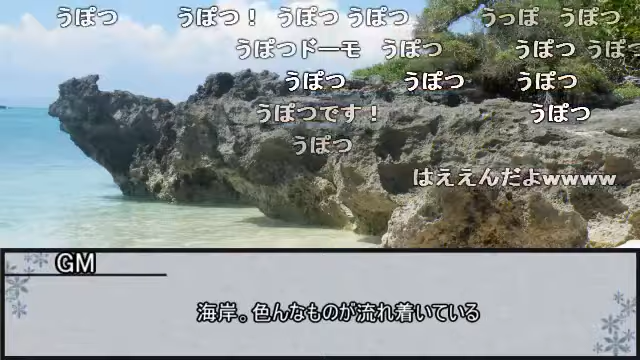 うぽつ うぽつ！ うぽつ うぽつ うっぽ うぽつ
うぽつドーモ うぽつ うぽつ うぽつ
うぽつ うぽつ うぽつ
うぽつです！ うぽつ
うぽつ
はええんだよwwww
GM
海岸。色んなものが流れ着いている